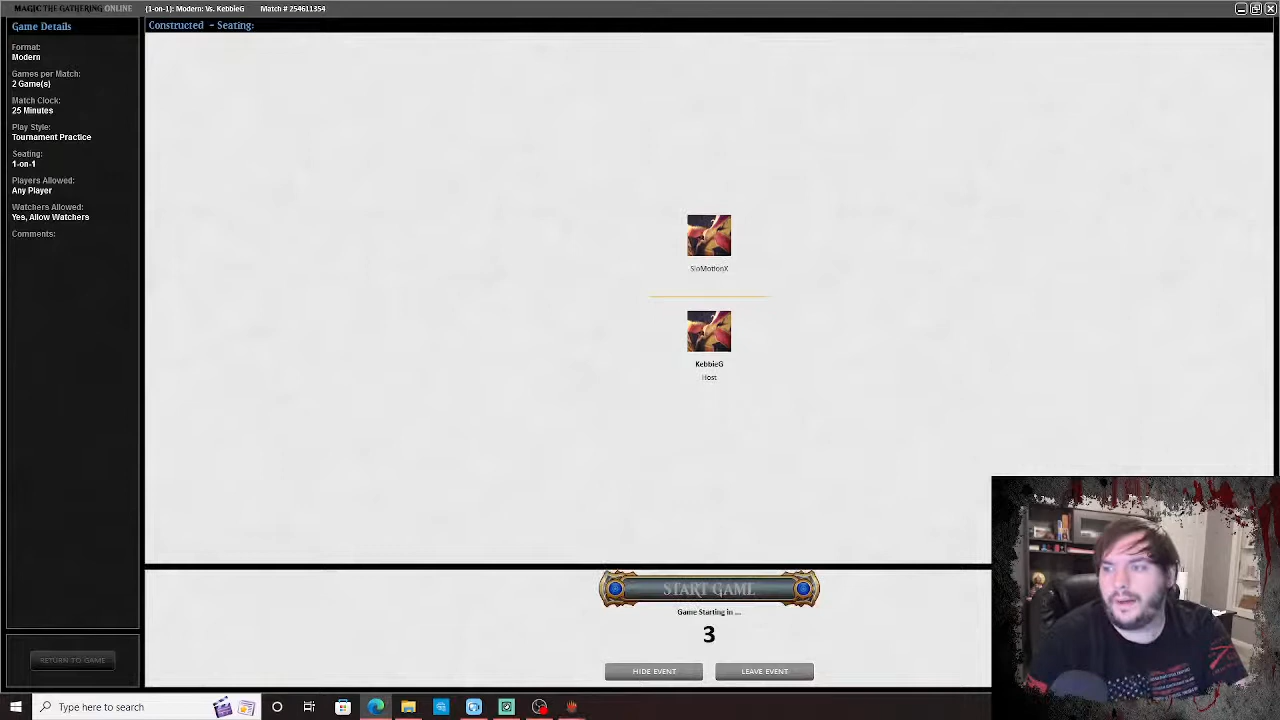 MAGIC THE GATHERING ONLINE (1-on-1): Modern: Vs. KebbieG Match # 254611354
Game Details
Constructed - Seating:
Format:
Modern
Games per Match:
2 Game(s)
Match Clock:
25 Minutes
Play Style:
Tournament Practice
Seating:
1-on-1
Players Allowed:
Any Player
Watchers Allowed:
Yes, Allow Watchers
Comments:
SloMotionX
KebbieG
Host
START GAME
Game Starting in ...
3
HIDE EVENT LEAVE EVENT
RETURN TO GAME
Type here to search